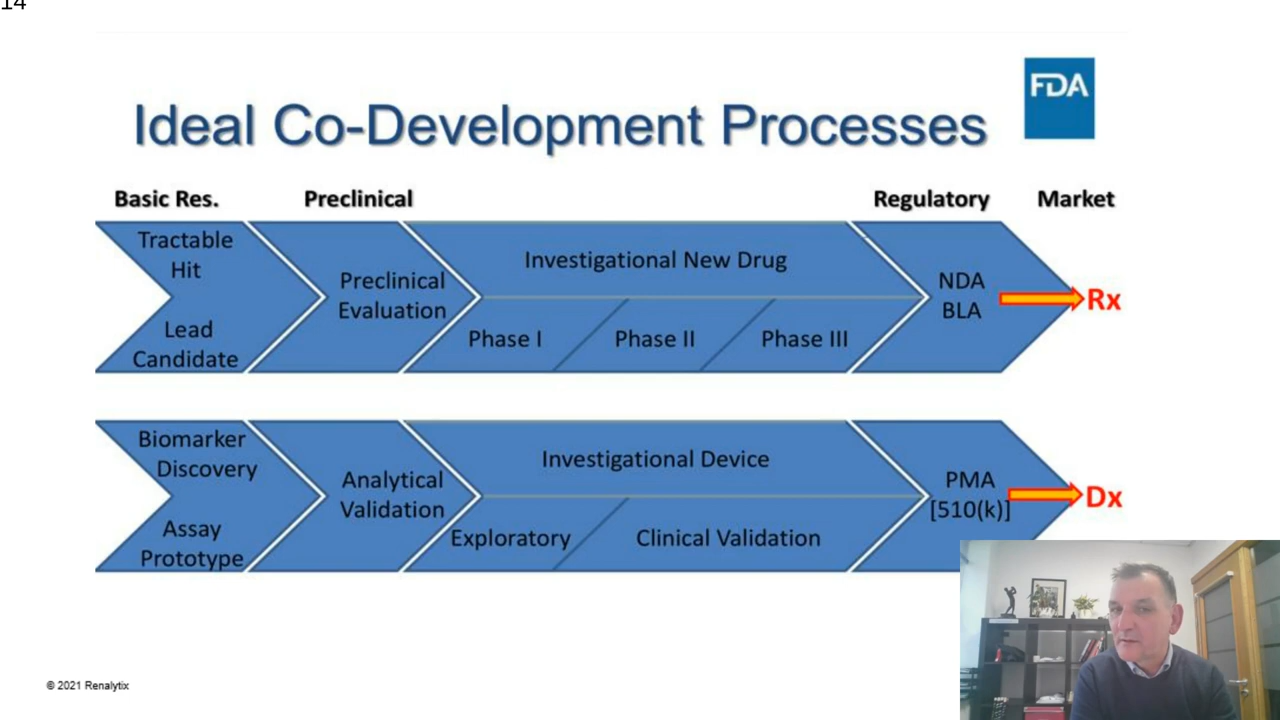 14
FDA
Ideal Co-Development Processes
Basic Res.
Preclinical
Regulatory
Market
Tractable
Hit
Lead
Candidate
Preclinical
Evaluation
Investigational New Drug
Phase I
Phase II
Phase III
NDA
BLA
Rx
Biomarker
Discovery
Assay
Prototype
Analytical
Validation
Investigational Device
Exploratory
Clinical Validation
PMA
[510(k)]
Dx
© 2021 Renalytix